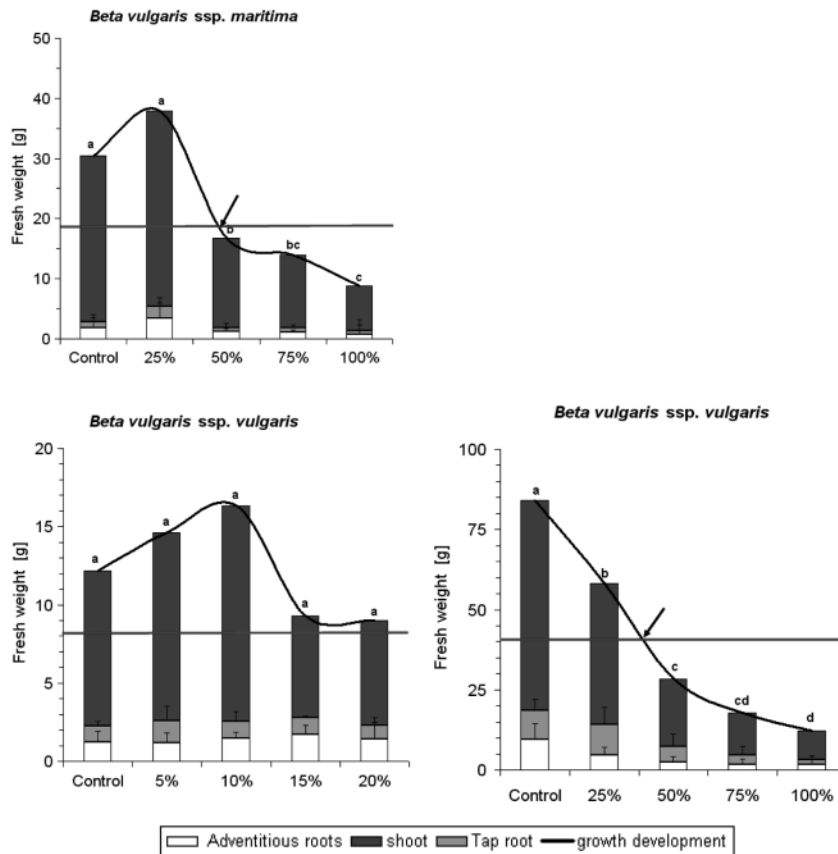 Beta vulgaris ssp. maritima
Fresh weight [g]
50
40
30
20
10
0
a
a
b
bc
c
Control 25% 50% 75% 100%
Beta vulgaris ssp. vulgaris
Fresh weight [g]
20
15
10
5
0
a
a
a
a
a
Control 5% 10% 15% 20%
Beta vulgaris ssp. vulgaris
Fresh weight [g]
100
75
50
25
0
a
b
c
cd
d
Control 25% 50% 75% 100%
Adventitious roots shoot Tap root growth development